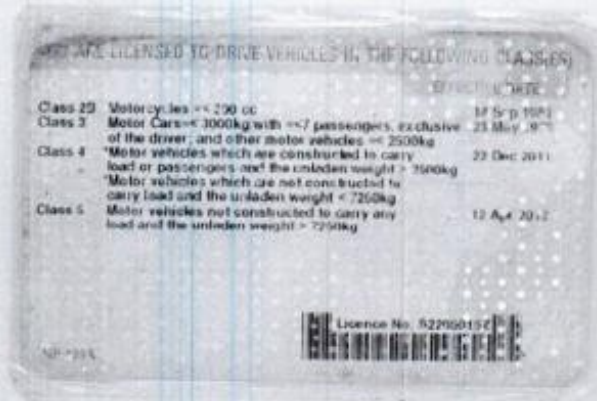 ARE LICENSED TO DRIVE VEHICLES IN THE FOLLOWING CLASS(ES)
EFFECTIVE DATE
Class 2B Motorcycles =< 200 cc
Class 3 Motor Cars =< 3000kg with =<7 passengers, exclusive
of the driver; and other motor vehicles =< 2500kg
Class 4 *Motor vehicles which are constructed to carry 22 Dec 2011
load or passengers and the unladen weight > 2500kg
*Motor vehicles which are not constructed to
carry load and the unladen weight < 7250kg
Class 5 Motor vehicles not constructed to carry any 12 Apr 2012
load and the unladen weight > 7250kg
Licence No.